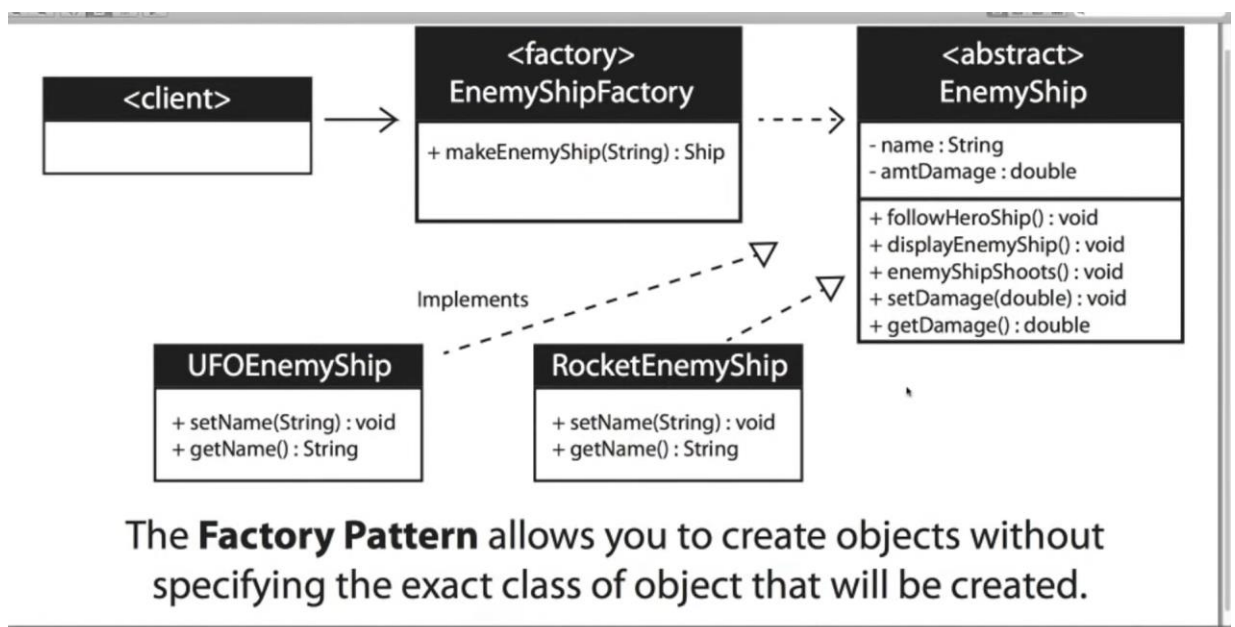 <client>
<factory>
EnemyShipFactory
+ makeEnemyShip(String) : Ship
<abstract>
EnemyShip
- name : String
- amtDamage : double
+ followHeroShip() : void
+ displayEnemyShip() : void
+ enemyShipShoots() : void
+ setDamage(double) : void
+ getDamage() : double
Implements
UFOEnemyShip
+ setName(String) : void
+ getName() : String
RocketEnemyShip
+ setName(String) : void
+ getName() : String
The Factory Pattern allows you to create objects without
specifying the exact class of object that will be created.